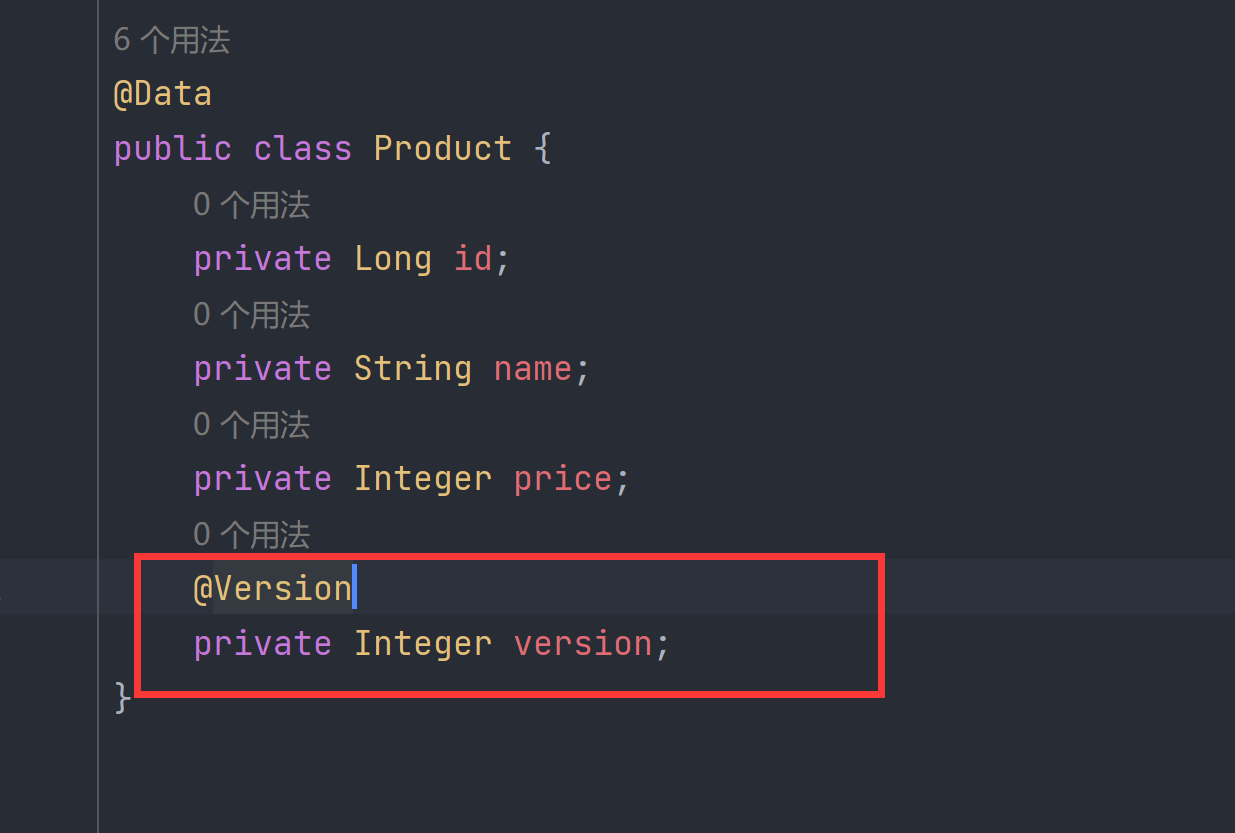 6 个用法
@Data
public class Product {
0 个用法
private Long id;
0 个用法
private String name;
0 个用法
private Integer price;
0 个用法
@Version
private Integer version;
}